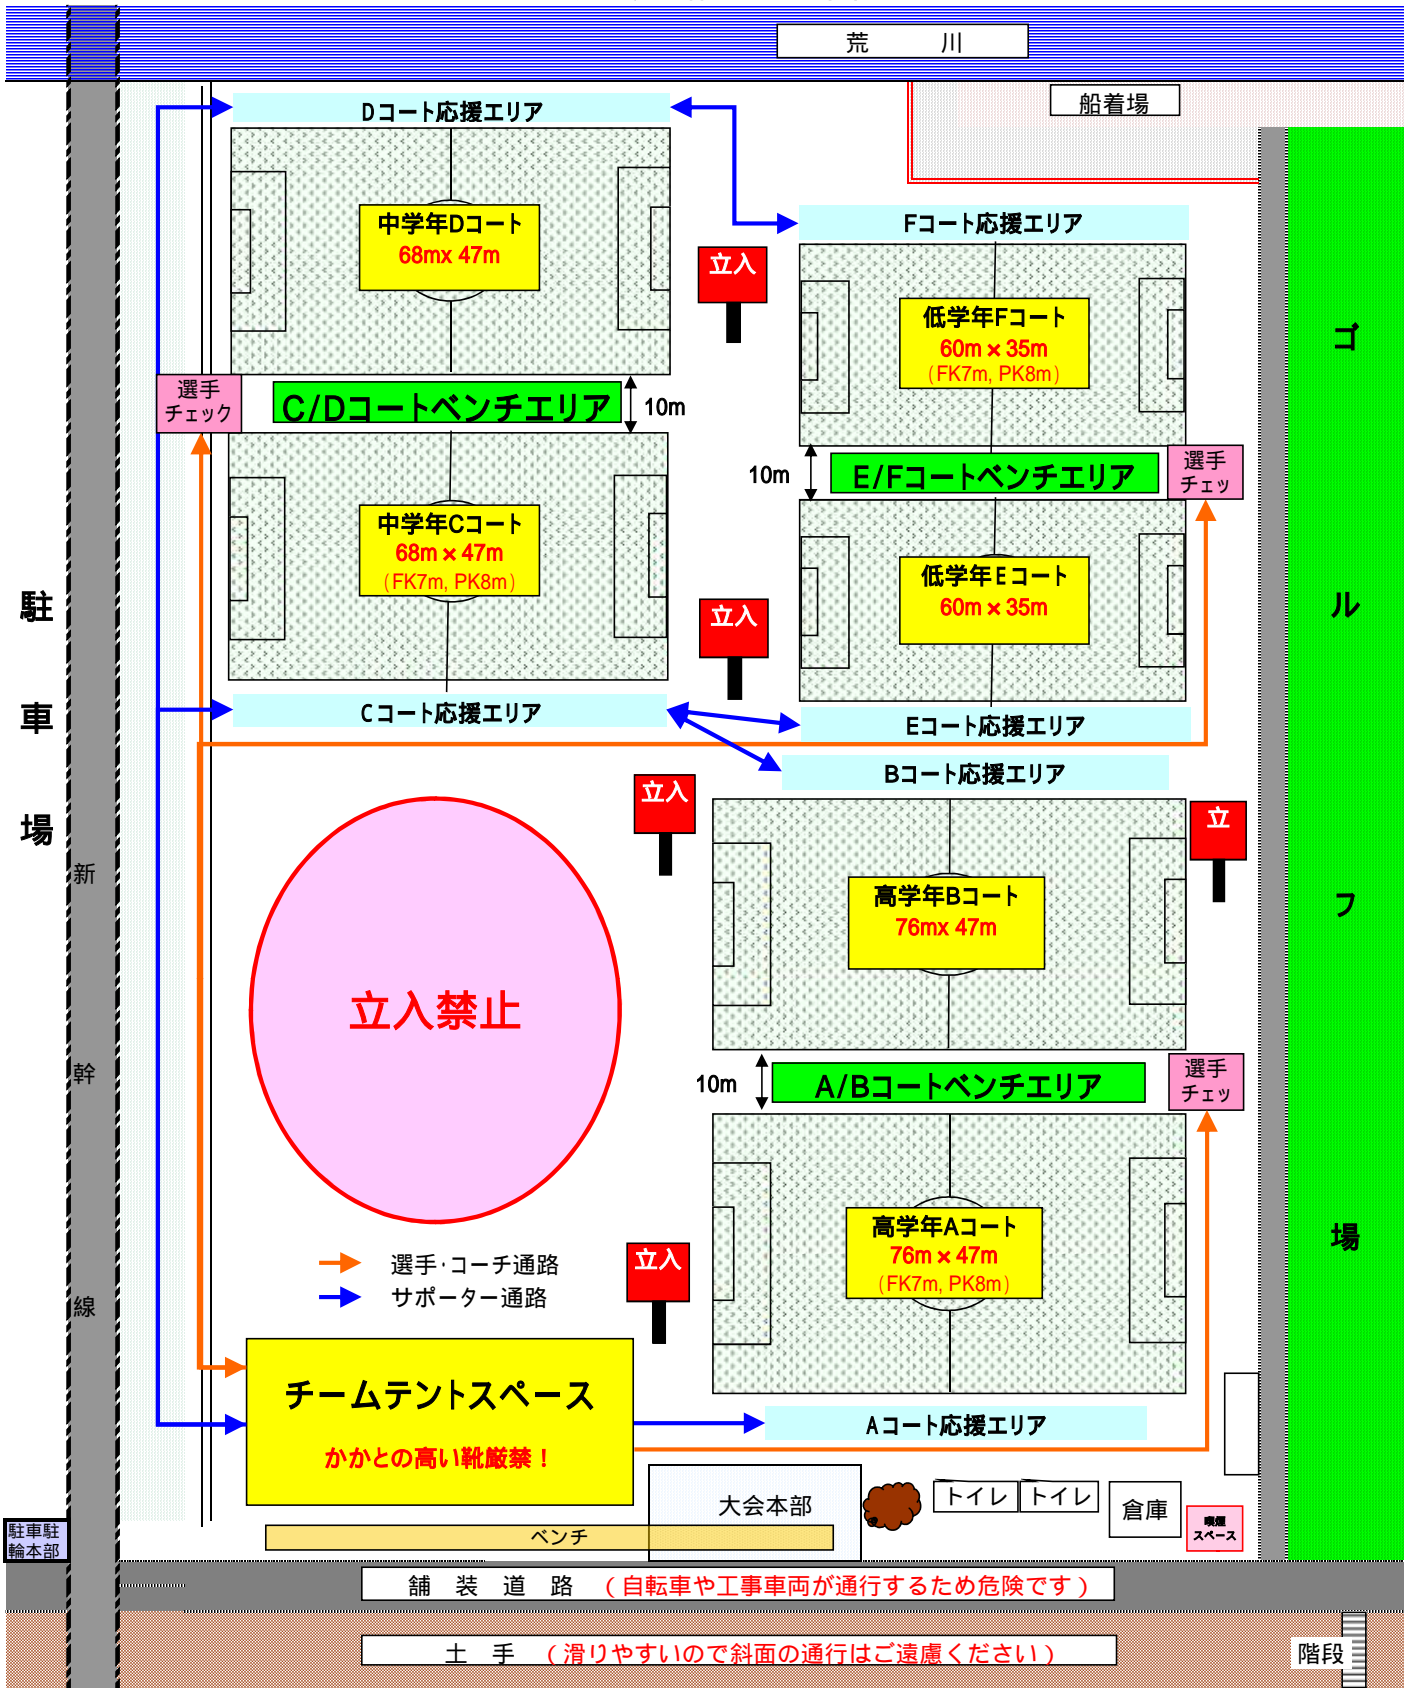 荒　　川
船着場
Dコート応援エリア
中学年Dコート
68mx 47m
立入
Fコート応援エリア
低学年Fコート
60m×35m
（FK7m, PK8m）
選手
チェック
C/Dコートベンチエリア
10m
10m
E/Fコートベンチエリア
選手
チェッ
中学年Cコート
68m×47m
（FK7m, PK8m）
低学年Eコート
60m×35m
立入
Cコート応援エリア
Eコート応援エリア
Bコート応援エリア
立入
立
高学年Bコート
76mx 47m
立入禁止
10m
A/Bコートベンチエリア
選手
チェッ
高学年Aコート
76m×47m
（FK7m, PK8m）
立入
選手・コーチ通路
サポーター通路
チームテントスペース
かかとの高い靴厳禁！
Aコート応援エリア
大会本部
トイレ
トイレ
倉庫
喫煙
スペース
ベンチ
駐車場
新幹線
ゴルフ場
駐車駐
輪本部
舗装道路　（自転車や工事車両が通行するため危険です）
土手　（滑りやすいので斜面の通行はご遠慮ください）
階段